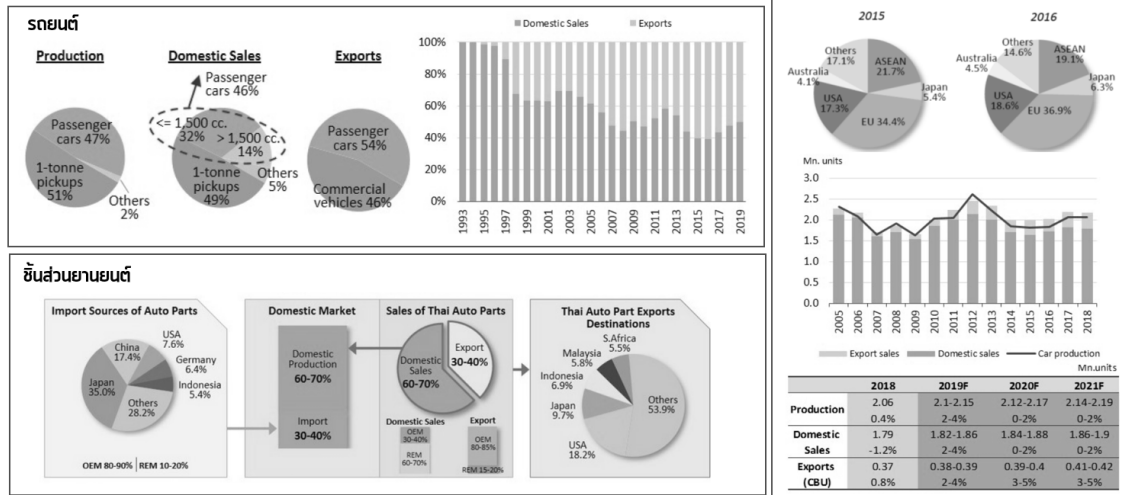 รถยนต์
Production
Passenger
cars 47%
1-tonne
pickups
51%
Others
2%
Domestic Sales
Passenger
cars 46%
<= 1,500 cc.
32%
> 1,500 cc.
14%
1-tonne
pickups
49%
Others
5%
Exports
Passenger
cars 54%
Commercial
vehicles 46%
Domestic Sales Exports
100%
80%
60%
40%
20%
0%
1993 1995 1997 1999 2001 2003 2005 2007 2009 2011 2013 2015 2017 2019
ชิ้นส่วนยานยนต์
Import Sources of Auto Parts
USA
7.6%
China
17.4%
Germany
6.4%
Japan
35.0%
Indonesia
5.4%
Others
28.2%
OEM 80-90% REM 10-20%
Domestic Market
Domestic
Production
60-70%
Import
30-40%
Sales of Thai Auto Parts
Export
30-40%
Domestic
Sales
60-70%
Domestic Sales
OEM
30-40%
REM
60-70%
Export
OEM
80-85%
REM 15-20%
Thai Auto Part Exports
Destinations
S.Africa
5.5%
Malaysia
5.8%
Indonesia
6.9%
Japan
9.7%
USA
18.2%
Others
53.9%
2015
Others
17.1%
ASEAN
21.7%
Australia
4.1%
Japan
5.4%
USA
17.3%
EU 34.4%
2016
Others
14.6%
ASEAN
19.1%
Australia
4.5%
Japan
6.3%
USA
18.6%
EU 36.9%
Mn. units
3.0
2.5
2.0
1.5
1.0
0.5
0.0
2005 2006 2007 2008 2009 2010 2011 2012 2013 2014 2015 2016 2017 2018
Export sales Domestic sales Car production
Mn.units
2018 2019F 2020F 2021F
Production 2.06 2.1-2.15 2.12-2.17 2.14-2.19
0.4% 2-4% 0-2% 0-2%
Domestic 1.79 1.82-1.86 1.84-1.88 1.86-1.9
Sales -1.2% 2-4% 0-2% 0-2%
Exports 0.37 0.38-0.39 0.39-0.4 0.41-0.42
(CBU) 0.8% 2-4% 3-5% 3-5%